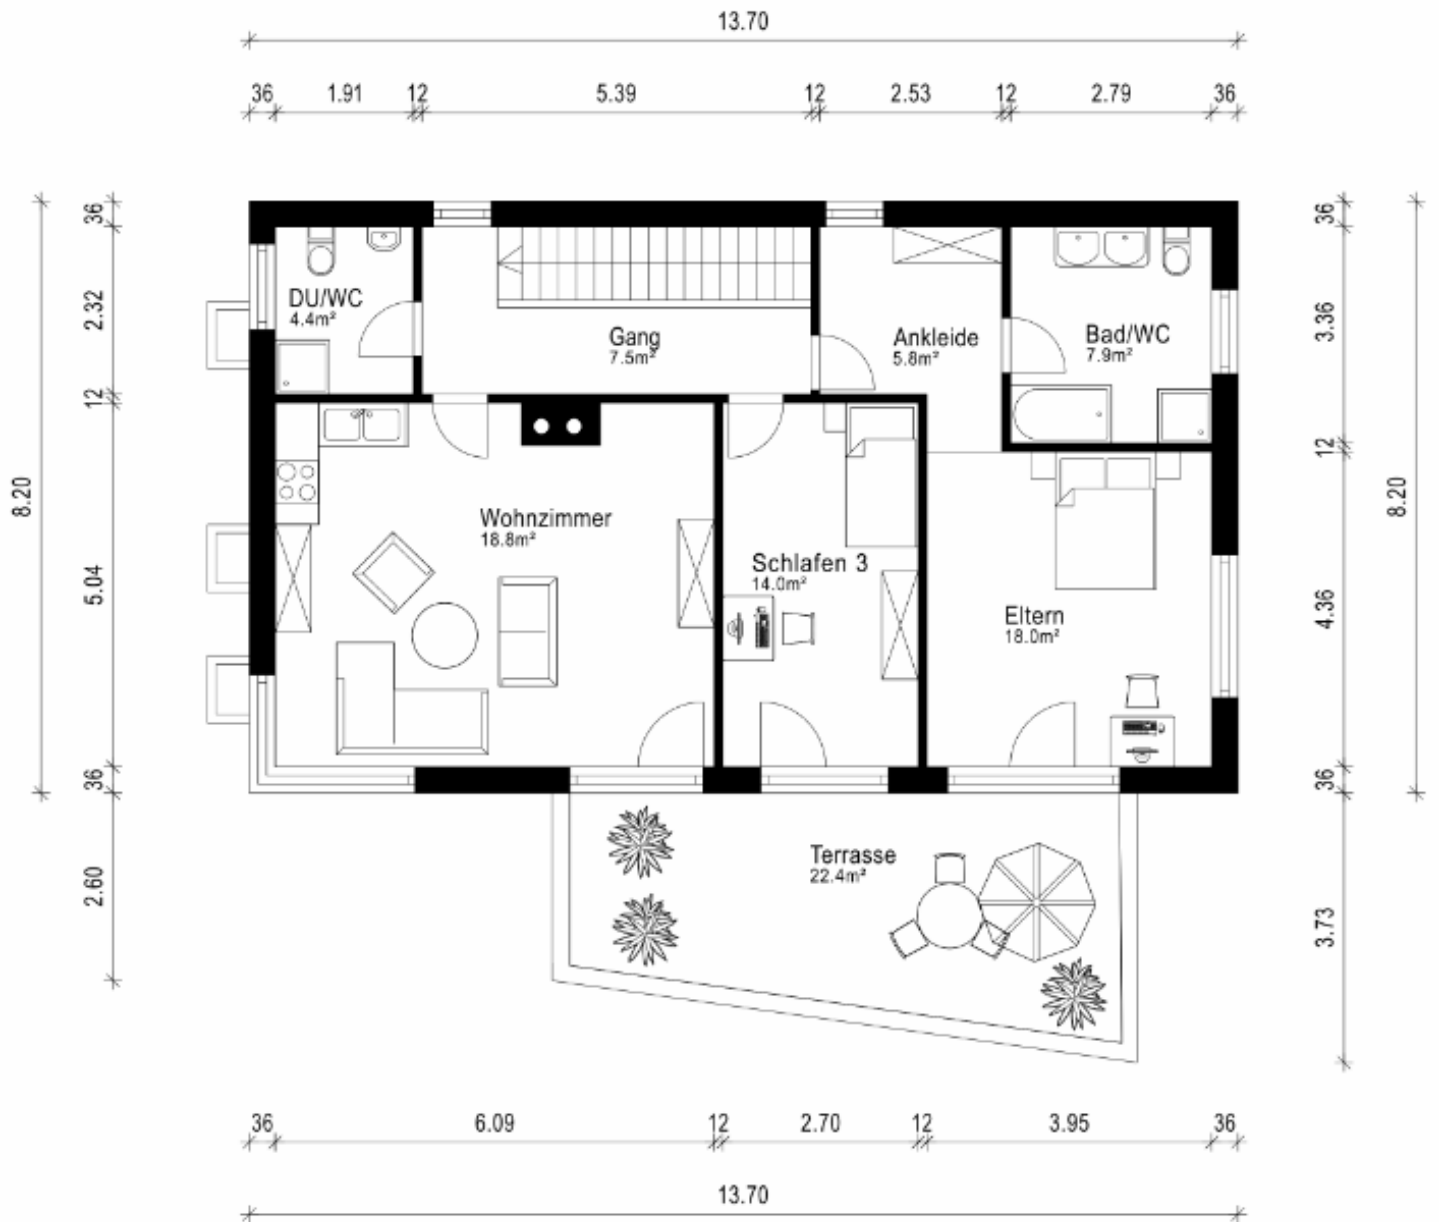 13.70
36 1.91 12 5.39 12 2.53 12 2.79 36
8.20
36
2.32
12
5.04
36
2.60
DU/WC
4.4m²
Gang
7.5m²
Ankleide
5.8m²
Bad/WC
7.9m²
Wohnzimmer
18.8m²
Schlafen 3
14.0m²
Eltern
18.0m²
Terrasse
22.4m²
36
3.36
12
4.36
36
3.73
8.20
36 6.09 12 2.70 12 3.95 36
13.70